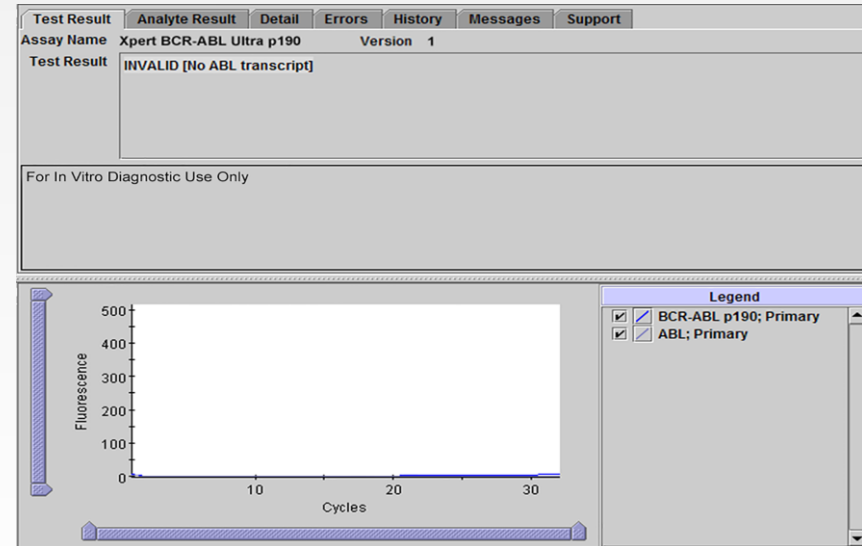 Test Result Analyte Result Detail Errors History Messages Support
Assay Name Xpert BCR-ABL Ultra p190 Version 1
Test Result INVALID [No ABL transcript]
For In Vitro Diagnostic Use Only
Legend
BCR-ABL p190; Primary
ABL; Primary
500
400
300
200
100
0
Fluorescence
10 20 30
Cycles